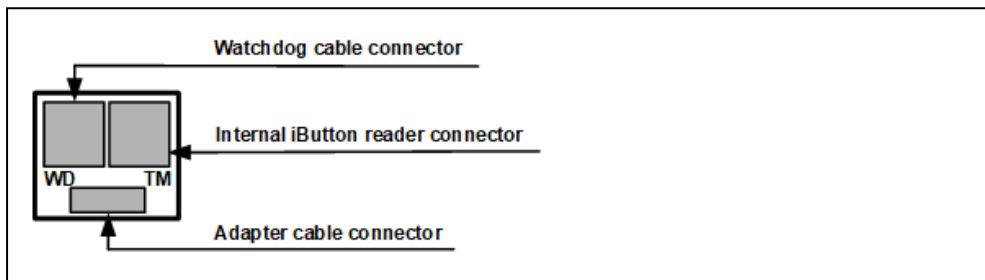 Watchdog cable connector
Internal iButton reader connector
WD TM
Adapter cable connector